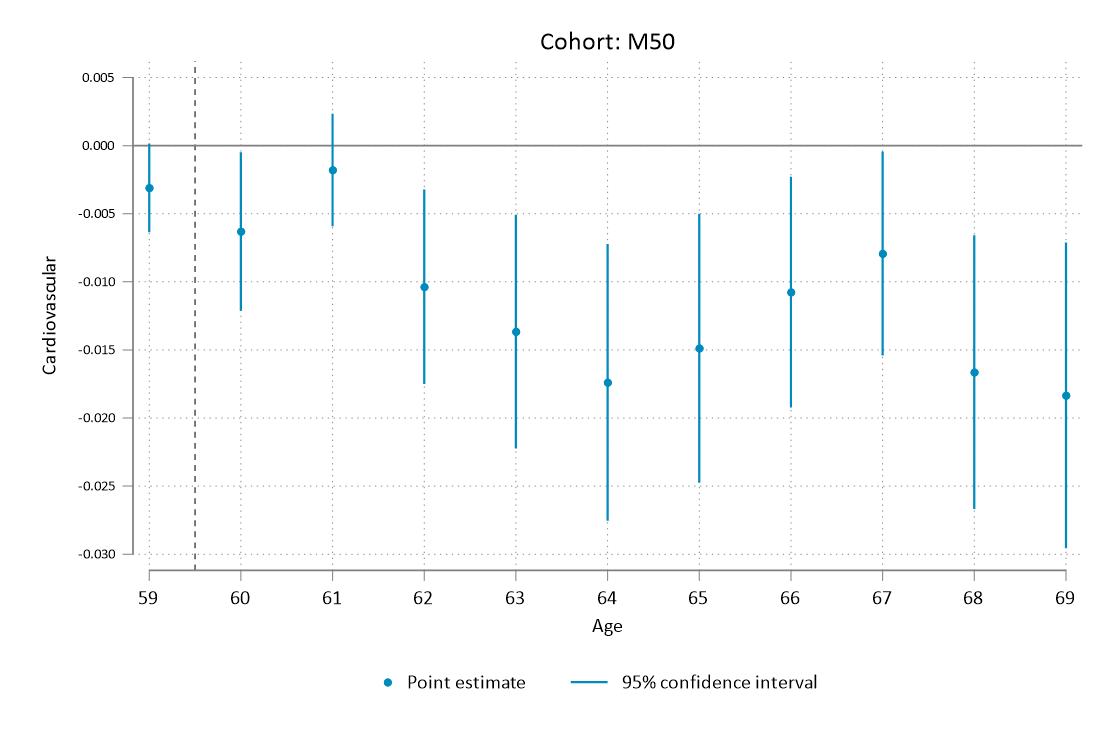 Cohort: M50
Cardiovascular
0.005
0.000
-0.005
-0.010
-0.015
-0.020
-0.025
-0.030
59 60 61 62 63 64 65 66 67 68 69
Age
Point estimate 95% confidence interval